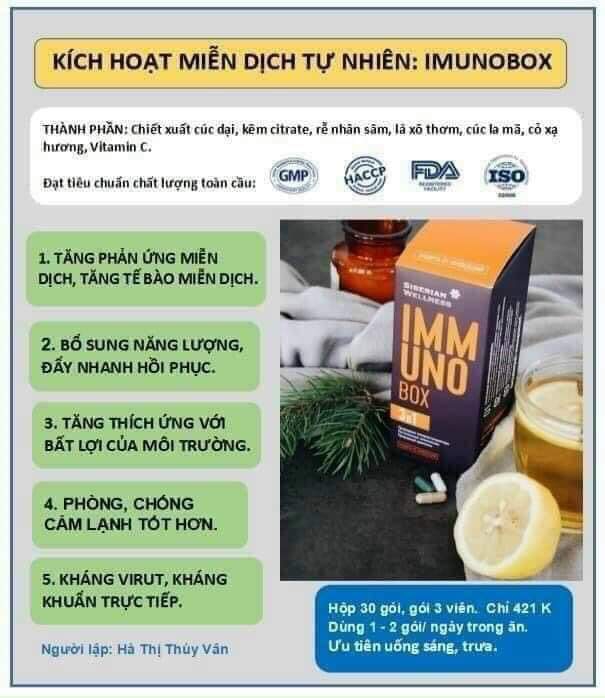 KÍCH HOẠT MIỄN DỊCH TỰ NHIÊN: IMUNOBOX
THÀNH PHẦN: Chiết xuất cúc dại, kẽm citrate, rễ nhân sâm, lá xô thơm, cúc la mã, cỏ xạ
hương, Vitamin C.
Đạt tiêu chuẩn chất lượng toàn cầu:
GMP
HACCP
FDA
REGISTERED
FACILITY
ISO
1. TĂNG PHẢN ỨNG MIỄN
DỊCH, TĂNG TẾ BÀO MIỄN DỊCH.
2. BỔ SUNG NĂNG LƯỢNG,
ĐẨY NHANH HỒI PHỤC.
3. TĂNG THÍCH ỨNG VỚI
BẤT LỢI CỦA MÔI TRƯỜNG.
4. PHÒNG, CHỐNG
CẢM LẠNH TỐT HƠN.
5. KHÁNG VIRUT, KHÁNG
KHUẨN TRỰC TIẾP.
SIBERIAN
WELLNESS
IMM
UNO
BOX
3в1
Hộp 30 gói, gói 3 viên. Chỉ 421 K
Dùng 1 - 2 gói/ ngày trong ăn.
Ưu tiên uống sáng, trưa.
Người lập: Hà Thị Thúy Vân